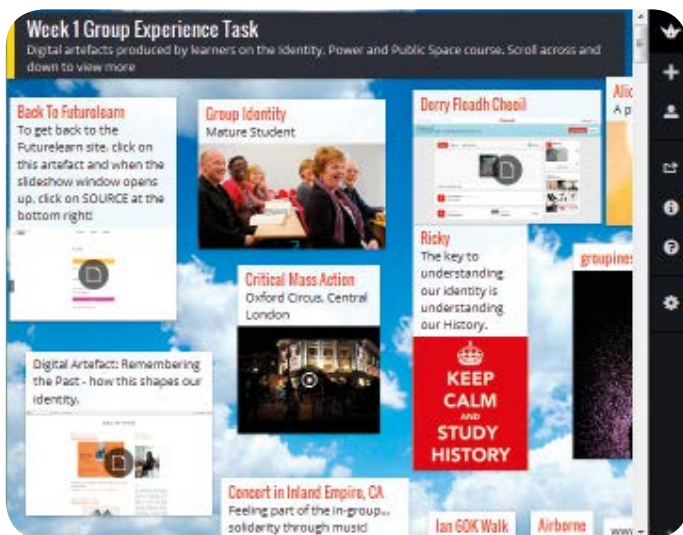 Week 1 Group Experience Task
Digital artefacts produced by learners on the Identity, Power and Public Space course. Scroll across and
down to view more
Back To Futurelearn
To get back to the
Futurelearn site, click on
this artefact and when the
slideshow window opens
up, click on SOURCE at the
bottom right!
Group Identity
Mature Student
Derry Fleadh Cheoil
Alic
A p
Critical Mass Action
Oxford Circus, Central
London
Ricky
The key to
understanding
our identity is
understanding
our History.
KEEP
CALM
AND
STUDY
HISTORY
groupines
Digital Artefact: Remembering
the Past - how this shapes our
identity.
Concert in Inland Empire, CA
Feeling part of the in-group...
solidarity through music!
Ian GOK Walk
Airborne
www